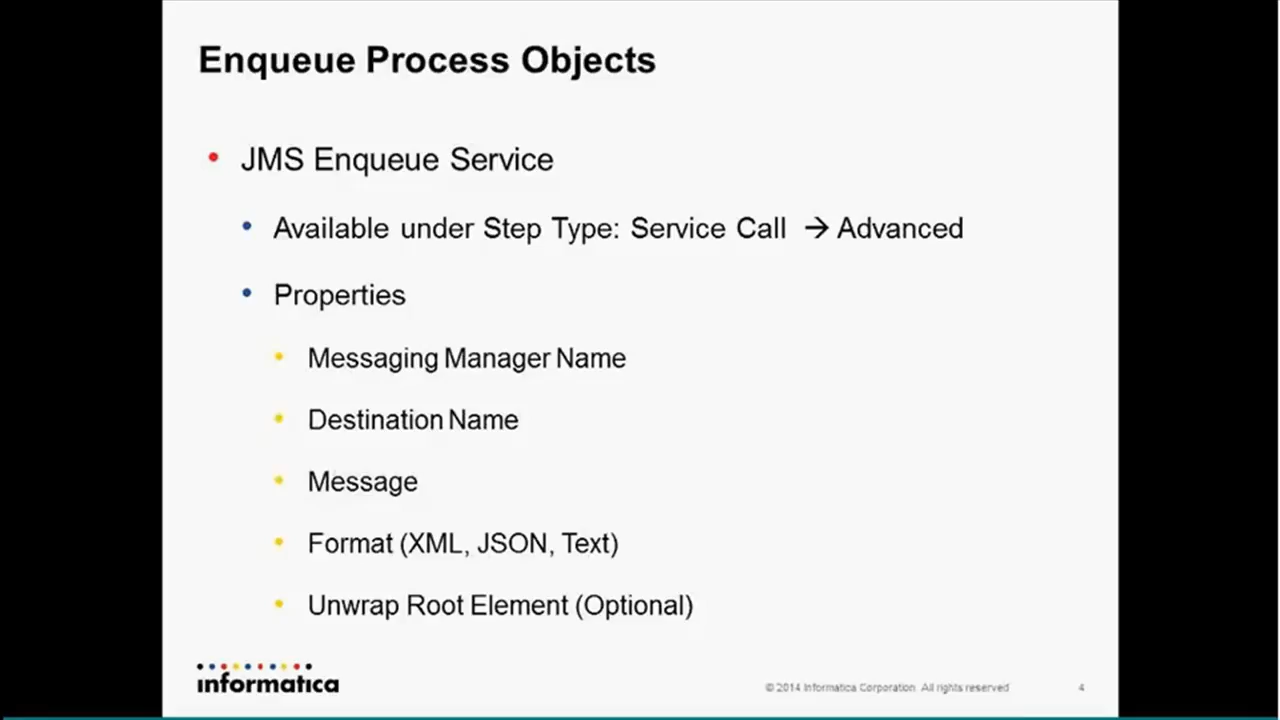 Enqueue Process Objects
• JMS Enqueue Service
• Available under Step Type: Service Call → Advanced
• Properties
• Messaging Manager Name
• Destination Name
• Message
• Format (XML, JSON, Text)
• Unwrap Root Element (Optional)
informatica
© 2014 Informatica Corporation. All rights reserved
4